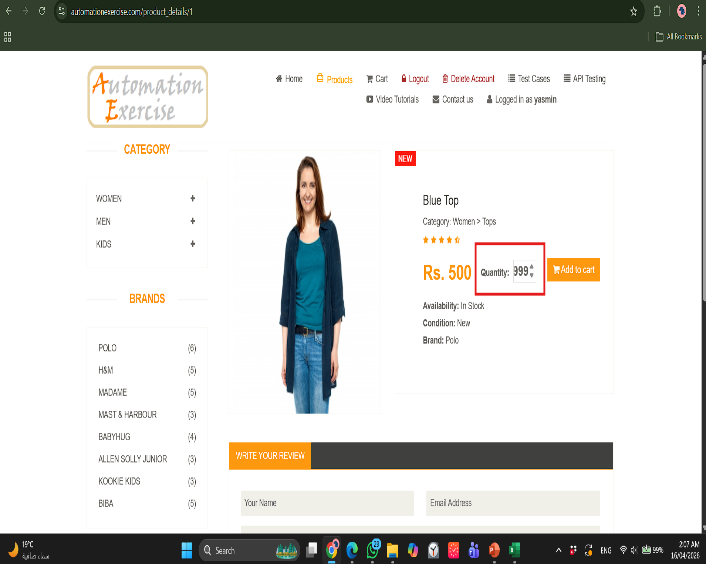 automationexercise.com/product_details/1
All Bookmarks
Automation
Exercise
Home Products Cart Logout Delete Account Test Cases API Testing
Video Tutorials Contact us Logged in as yasmin
CATEGORY
WOMEN +
MEN +
KIDS +
BRANDS
POLO (6)
H&M (5)
MADAME (5)
MAST & HARBOUR (3)
BABYHUG (4)
ALLEN SOLLY JUNIOR (3)
KOOKIE KIDS (3)
BIBA (5)
NEW
Blue Top
Category: Women > Tops
Rs. 500 Quantity: 999 Add to cart
Availability: In Stock
Condition: New
Brand: Polo
WRITE YOUR REVIEW
Your Name Email Address
19°C
سماء صافية
Search
23
ENG
99%
2:07 AM
16/04/2026